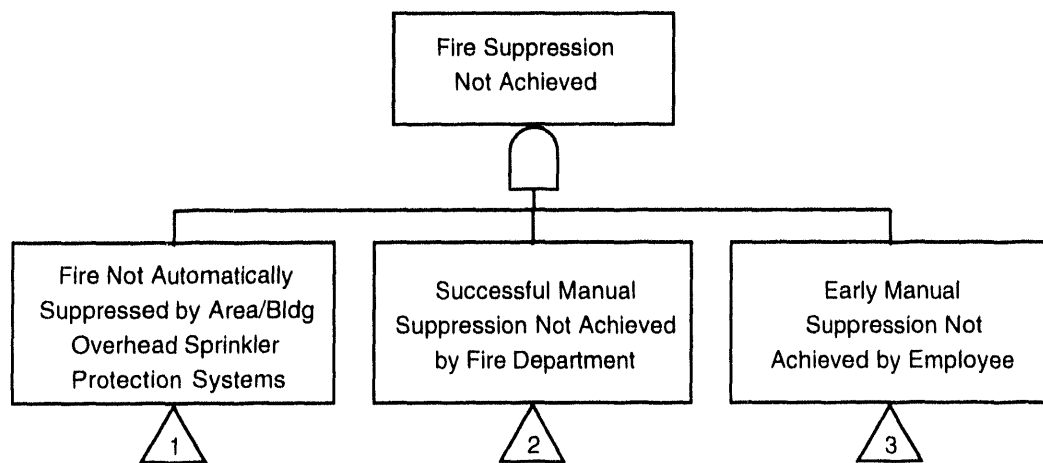 Fire Suppression
Not Achieved
Fire Not Automatically
Suppressed by Area/Bldg
Overhead Sprinkler
Protection Systems
Successful Manual
Suppression Not Achieved
by Fire Department
Early Manual
Suppression Not
Achieved by Employee
1
2
3